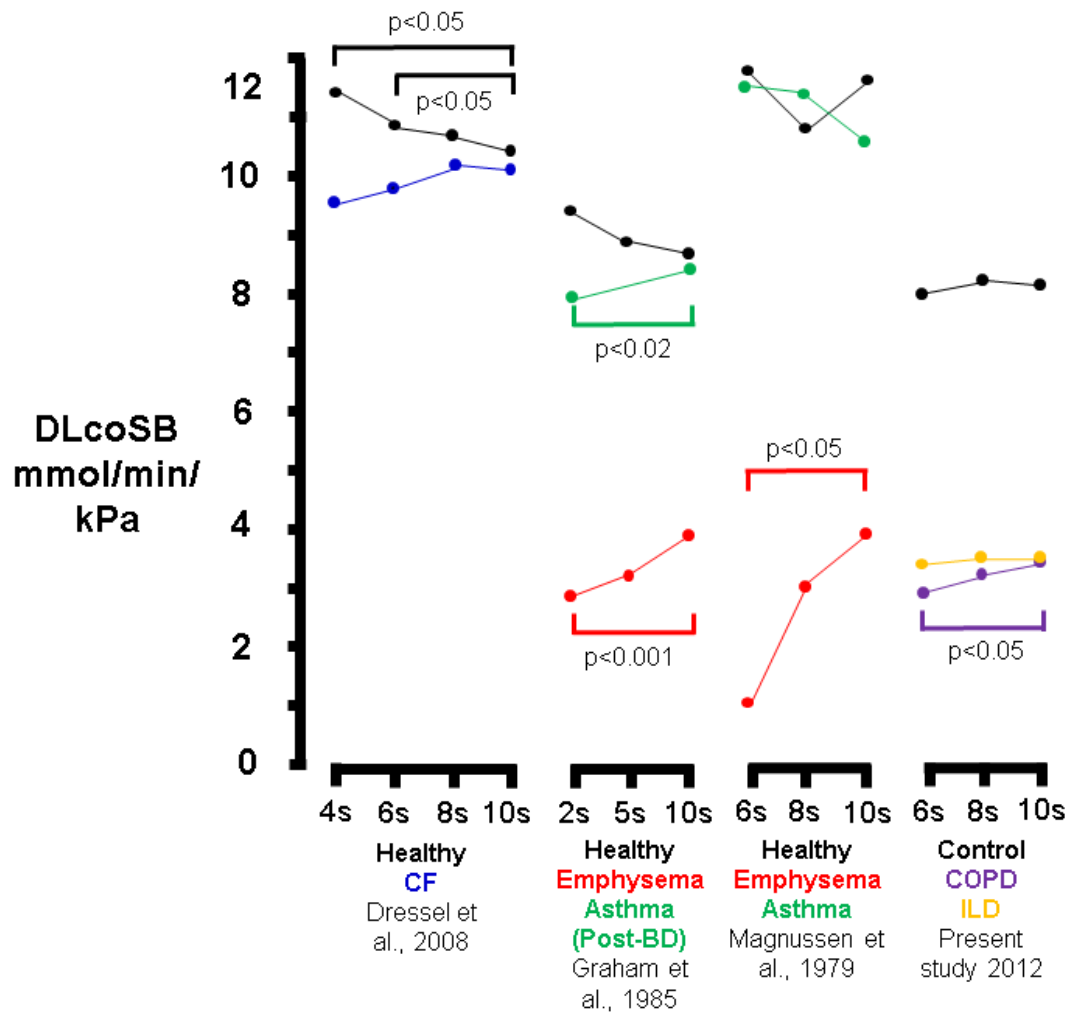 p<0.05
p<0.05
12
10
8
6
4
2
0
DLcoSB
mmol/min/
kPa
p<0.02
p<0.001
p<0.05
p<0.05
4s 6s 8s 10s
Healthy
CF
Dressel et
al., 2008
2s 5s 10s
Healthy
Emphysema
Asthma
(Post-BD)
Graham et
al., 1985
6s 8s 10s
Healthy
Emphysema
Asthma
Magnussen et
al., 1979
6s 8s 10s
Control
COPD
ILD
Present
study 2012